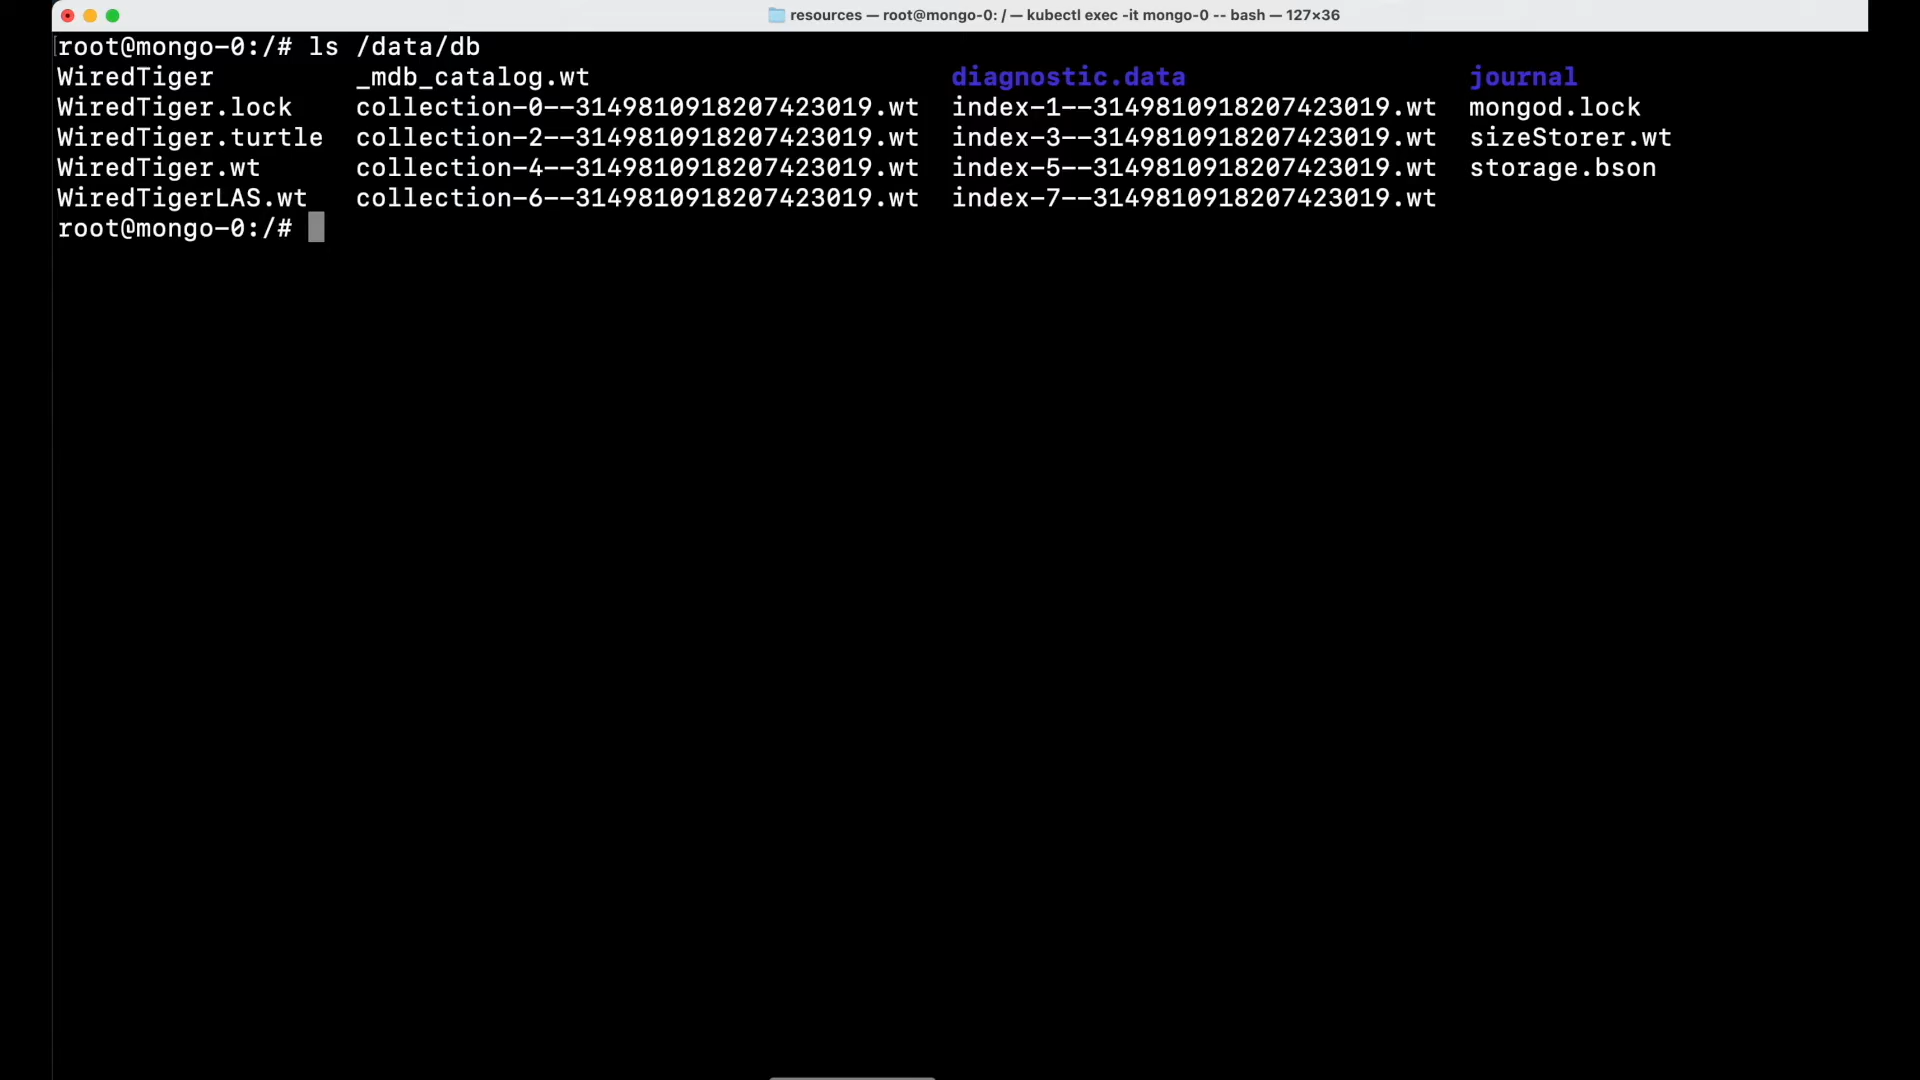 resources — root@mongo-0: / — kubectl exec -it mongo-0 -- bash — 127×36
root@mongo-0:/# ls /data/db
WiredTiger _mdb_catalog.wt diagnostic.data journal
WiredTiger.lock collection-0--3149810918207423019.wt index-1--3149810918207423019.wt mongod.lock
WiredTiger.turtle collection-2--3149810918207423019.wt index-3--3149810918207423019.wt sizeStorer.wt
WiredTiger.wt collection-4--3149810918207423019.wt index-5--3149810918207423019.wt storage.bson
WiredTigerLAS.wt collection-6--3149810918207423019.wt index-7--3149810918207423019.wt
root@mongo-0:/#